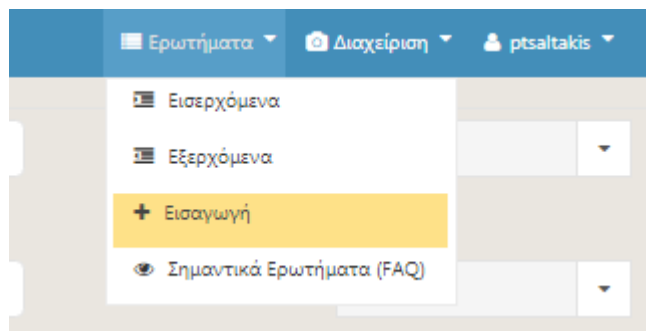 Ερωτήματα Διαχείριση ptsaltakis
Εισερχόμενα
Εξερχόμενα
Εισαγωγή
Σημαντικά Ερωτήματα (FAQ)